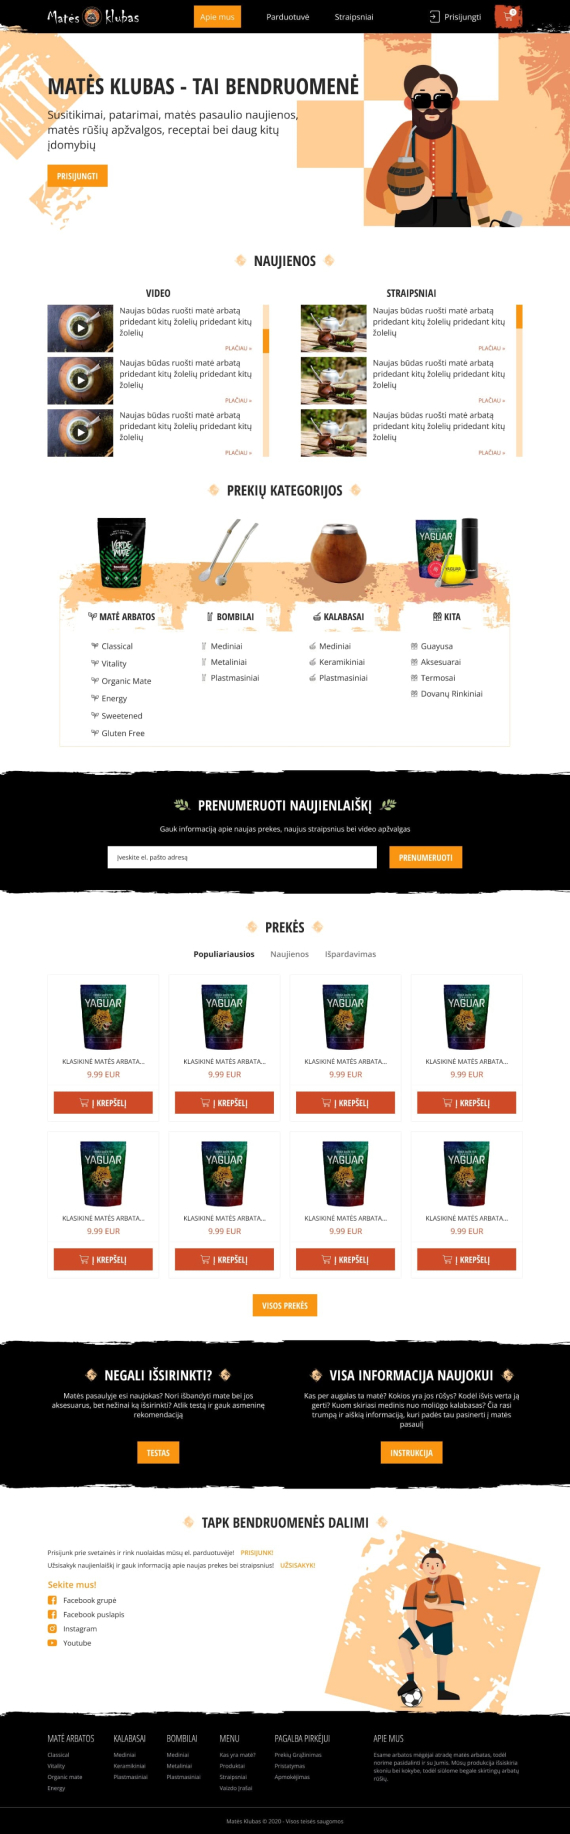 Matės klubas
Apie mus
Parduotuvė
Straipsniai
Prisijungti
MATĖS KLUBAS - TAI BENDRUOMENĖ
Susitikimai, patarimai, matės pasaulio naujienos,
matės rūšių apžvalgos, receptai bei daug kitų
įdomybių
PRISIJUNGTI
NAUJIENOS
VIDEO
Naujas būdas ruošti matė arbatą
pridedant kitų žolelių pridedant kitų
žolelių
PLAČIAU »
Naujas būdas ruošti matė arbatą
pridedant kitų žolelių pridedant kitų
žolelių
PLAČIAU »
Naujas būdas ruošti matė arbatą
pridedant kitų žolelių pridedant kitų
žolelių
PLAČIAU »
STRAIPSNIAI
Naujas būdas ruošti matė arbatą
pridedant kitų žolelių pridedant kitų
žolelių
PLAČIAU »
Naujas būdas ruošti matė arbatą
pridedant kitų žolelių pridedant kitų
žolelių
PLAČIAU »
Naujas būdas ruošti matė arbatą
pridedant kitų žolelių pridedant kitų
žolelių
PLAČIAU »
PREKIŲ KATEGORIJOS
VERDE
MATE
YAGUAR
YAGUAR
MATĖ ARBATOS
Classical
Vitality
Organic Mate
Energy
Sweetened
Gluten Free
BOMBILAI
Mediniai
Metaliniai
Plastmasiniai
KALABASAI
Mediniai
Keramikiniai
Plastmasiniai
KITA
Guayusa
Aksesuarai
Termosai
Dovanų Rinkiniai
PRENUMERUOTI NAUJIENLAIŠKĮ
Gauk informaciją apie naujas prekes, naujus straipsnius bei video apžvalgas
Įveskite el. pašto adresą
PRENUMERUOTI
PREKĖS
Populiariausios
Naujienos
Išpardavimas
YAGUAR
YAGUAR
YAGUAR
YAGUAR
KLASIKINĖ MATĖS ARBATA...
KLASIKINĖ MATĖS ARBATA...
KLASIKINĖ MATĖS ARBATA...
KLASIKINĖ MATĖS ARBATA...
9.99 EUR
9.99 EUR
9.99 EUR
9.99 EUR
Į KREPŠELĮ
Į KREPŠELĮ
Į KREPŠELĮ
Į KREPŠELĮ
YAGUAR
YAGUAR
YAGUAR
YAGUAR
KLASIKINĖ MATĖS ARBATA...
KLASIKINĖ MATĖS ARBATA...
KLASIKINĖ MATĖS ARBATA...
KLASIKINĖ MATĖS ARBATA...
9.99 EUR
9.99 EUR
9.99 EUR
9.99 EUR
Į KREPŠELĮ
Į KREPŠELĮ
Į KREPŠELĮ
Į KREPŠELĮ
VISOS PREKĖS
NEGALI IŠSIRINKTI?
Matės pasaulyje esi naujokas? Nori išbandyti mate bei jos
aksesuarus, bet nežinai ką išsirinkti? Atlik testą ir gauk asmeninę
rekomendaciją
TESTAS
VISA INFORMACIJA NAUJOKUI
Kas per augalas ta matė? Kokios yra jos rūšys? Kodėl išvis verta ją
gerti? Kuom skiriasi medinis nuo moliūgo kalabasas? Čia rasi
trumpą ir aiškią informaciją, kuri padės tau pasinerti į matės
pasaulį
INSTRUKCIJA
TAPK BENDRUOMENĖS DALIMI
Prisijunk prie svetainės ir rink nuolaidas mūsų el. parduotuvėje! PRISIJUNK!
Užsisakyk naujienlaiškį ir gauk informaciją apie naujas prekes bei straipsnius! UŽSISAKYK!
Sekite mus!
Facebook grupė
Facebook puslapis
Instagram
Youtube
MATĖ ARBATOS
Classical
Vitality
Organic mate
Energy
KALABASAI
Mediniai
Keramikiniai
Plastmasiniai
BOMBILAI
Mediniai
Metaliniai
Plastmasiniai
MENU
Kas yra matė?
Produktai
Straipsniai
Vaizdo įrašai
PAGALBA PIRKĖJUI
Prekių Grąžinimas
Pristatymas
Apmokėjimas
APIE MUS
Esame arbatos mėgėjai atradę matės arbatas, todėl
norime pasidalinti ir su Jumis. Mūsų produkcija išsiskiria
skoniu bei kokybe, todėl siūlome begale skirtingų arbatų
rūšių.
Matės Klubas © 2020 - Visos teisės saugomos